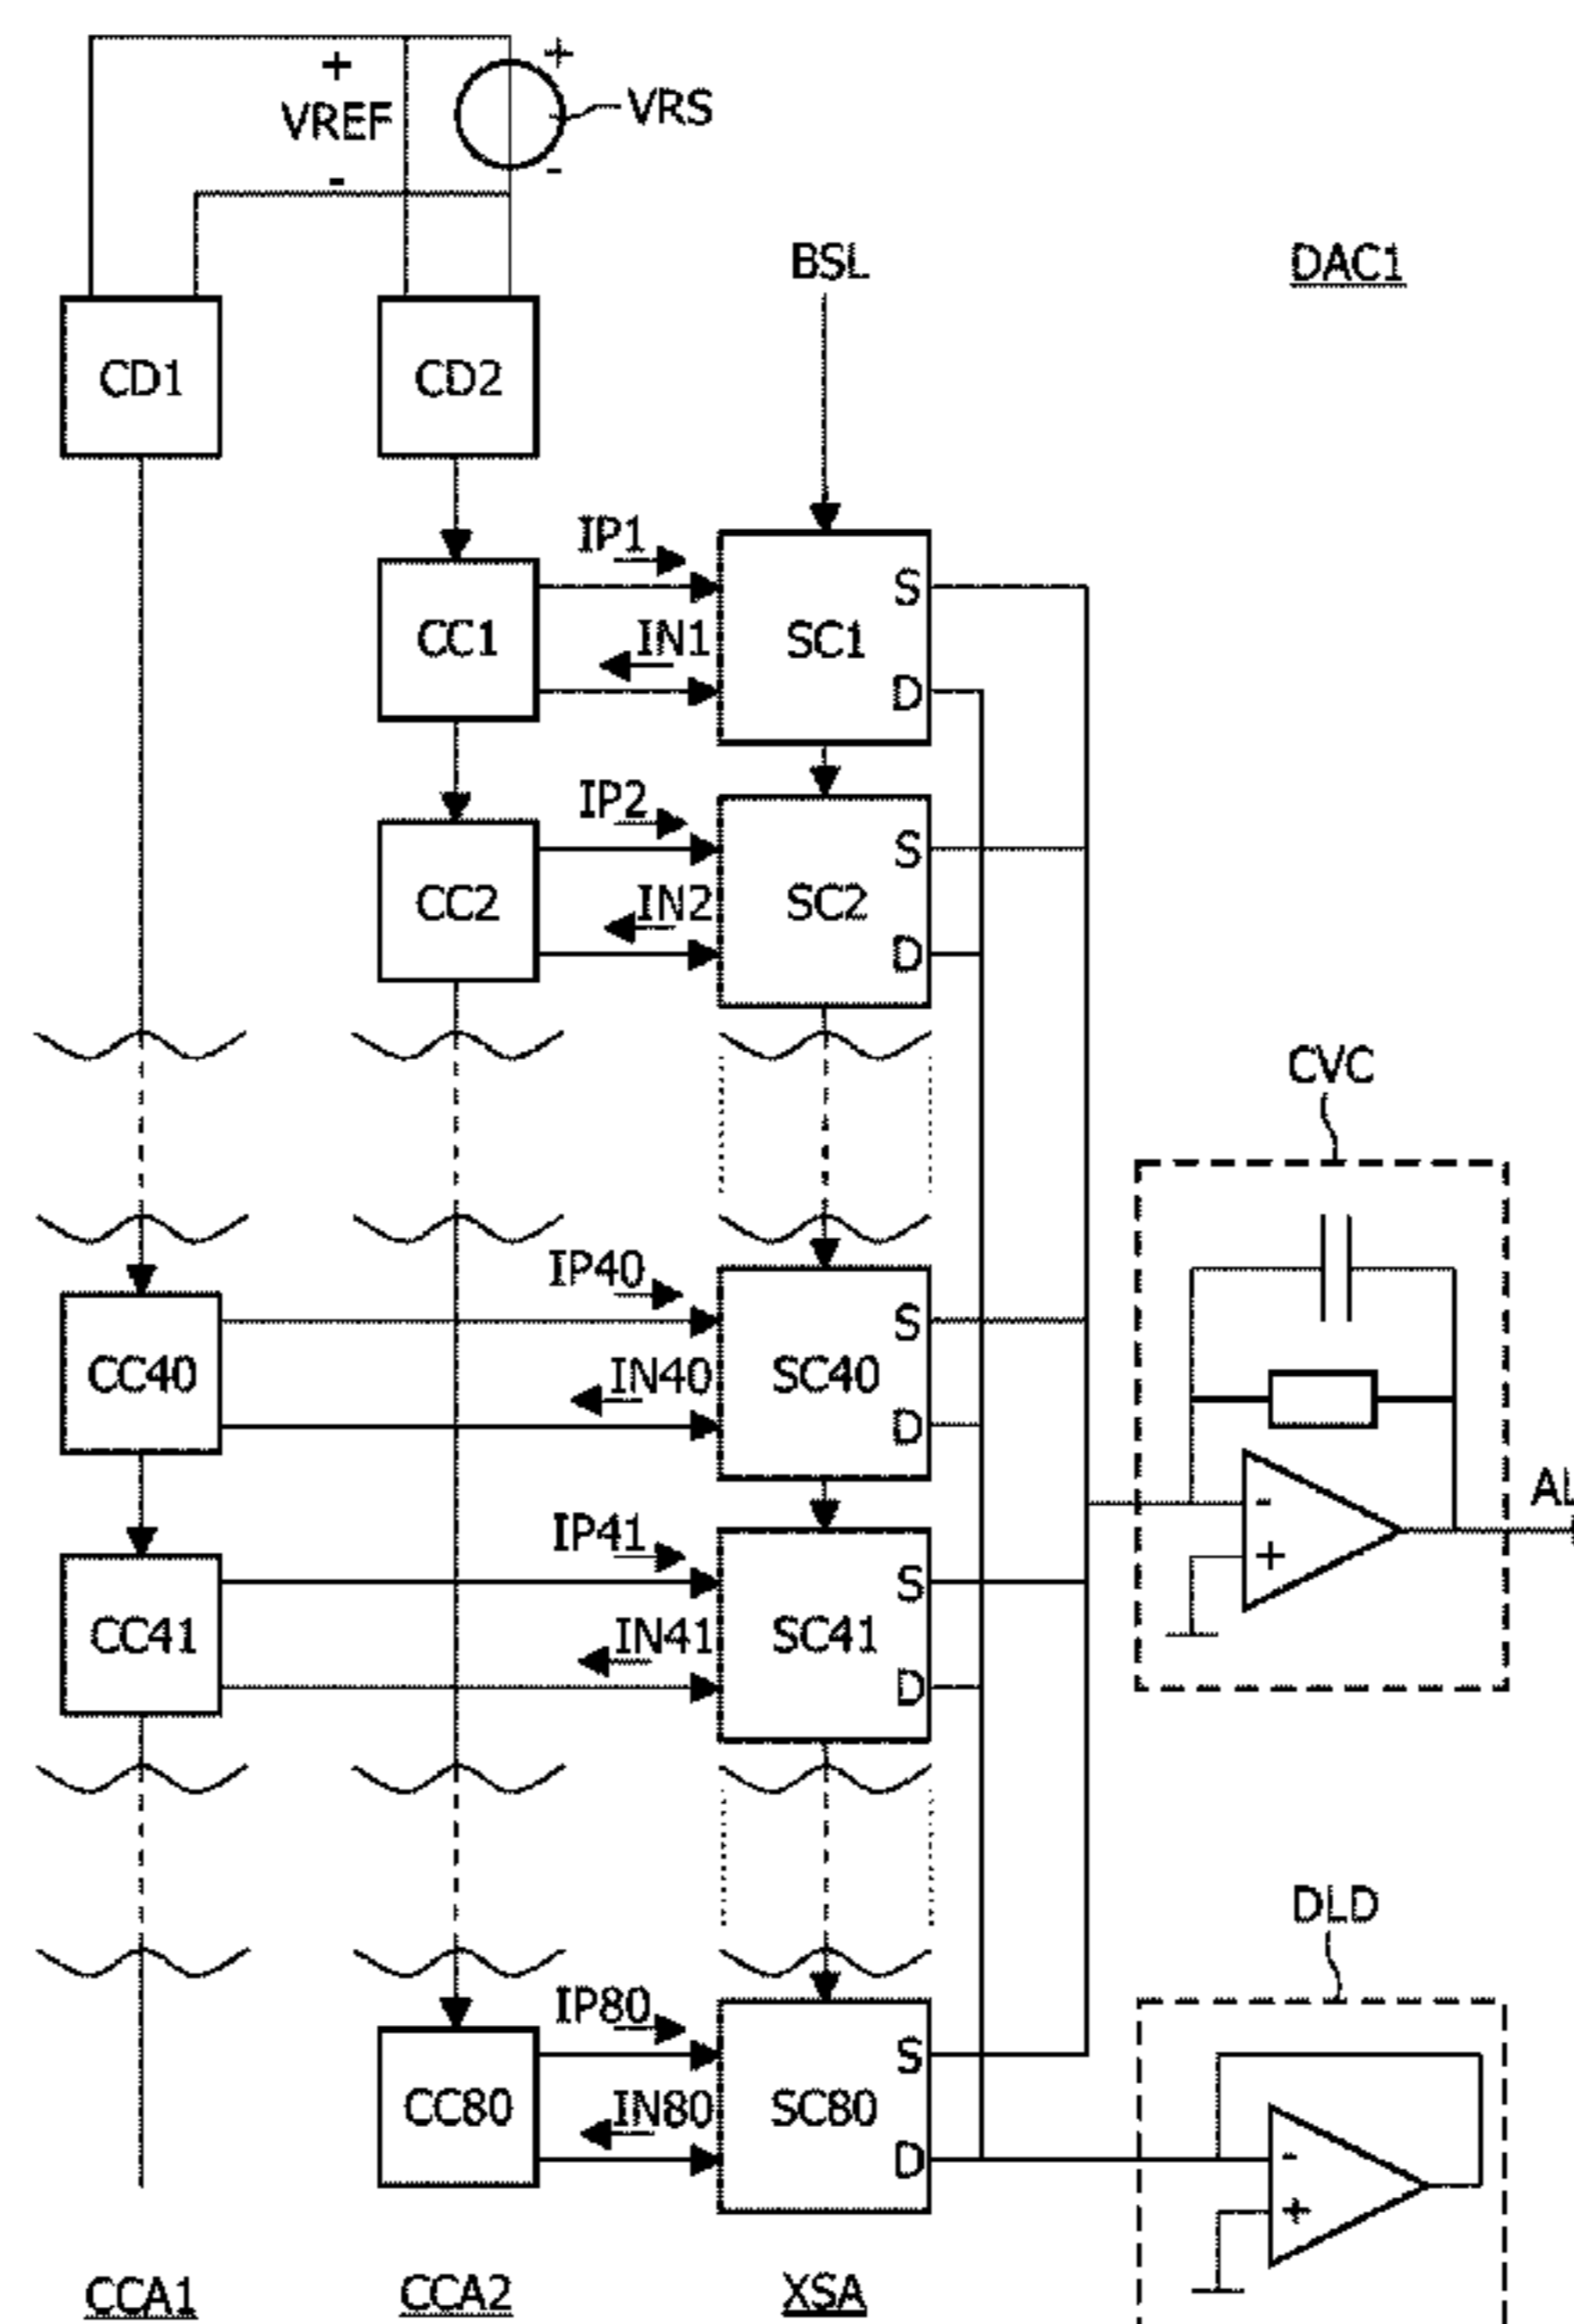 +
+
VREF
VRS
-
-
BSL
DAC1
CD1
CD2
IP1
S
CC1
IN1
SC1
D
IP2
S
CC2
IN2
SC2
D
CVC
IP40
S
CC40
IN40
SC40
D
AL
-
IP41
+
S
CC41
IN41
SC41
D
DLD
IP80
S
CC80
IN80
SC80
D
-
+
CCA1
CCA2
XSA